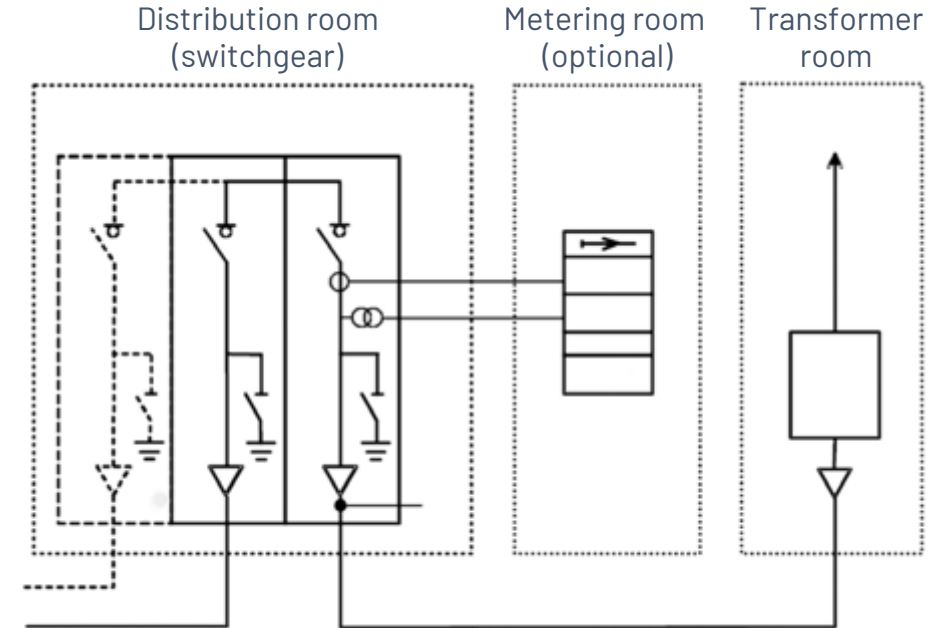 Distribution room
(switchgear)
Metering room
(optional)
Transformer
room